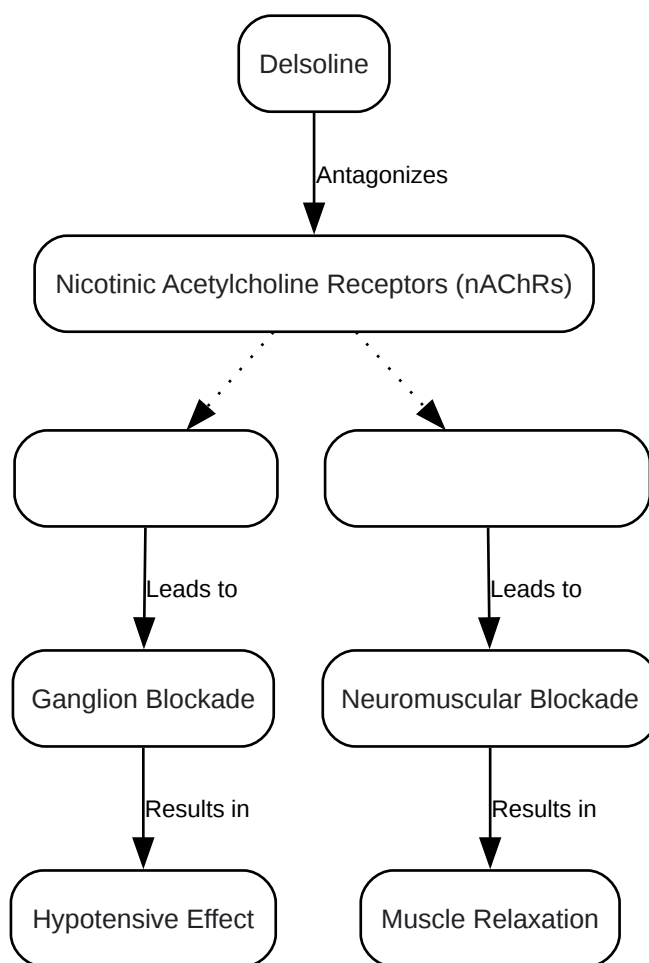 Delsoline
Antagonizes
Nicotinic Acetylcholine Receptors (nAChRs)
Leads to
Leads to
Ganglion Blockade
Neuromuscular Blockade
Results in
Results in
Hypotensive Effect
Muscle Relaxation